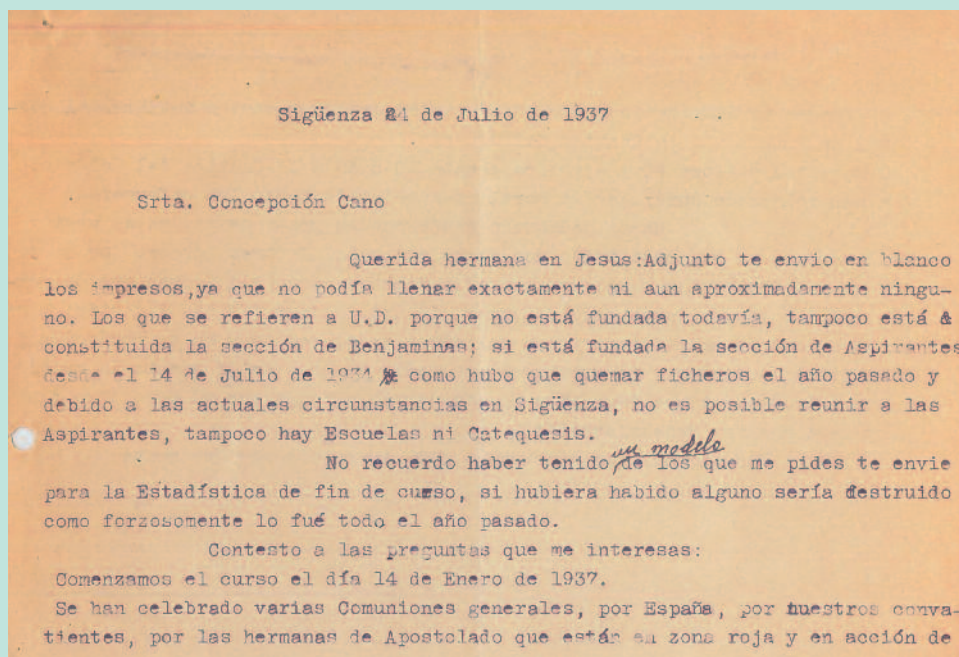 Sigüenza 24 de Julio de 1937
Srta. Concepción Cano
Querida hermana en Jesus:Adjunto te envio en blanco
los impresos,ya que no podía llenar exactamente ni aun aproximadamente ningu-
no. Los que se refieren a U.D. porque no está fundada todavía, tampoco está &
constituida la sección de Benjaminas; si está fundada la sección de Aspirantes
desde el 14 de Julio de 1934 como hubo que quemar ficheros el año pasado y
debido a las actuales circunstancias en Sigüenza, no es posible reunir a las
Aspirantes, tampoco hay Escuelas ni Catequesis.
un modelo
No recuerdo haber tenido de los que me pides te envie
para la Estadística de fin de curso, si hubiera habido alguno sería destruido
como forzosomente lo fué todo el año pasado.
Contesto a las preguntas que me interesas:
Comenzamos el curso el día 14 de Enero de 1937.
Se han celebrado varias Comuniones generales, por España, por nuestros conva-
tientes, por las hermanas de Apostolado que están en zona roja y en acción de